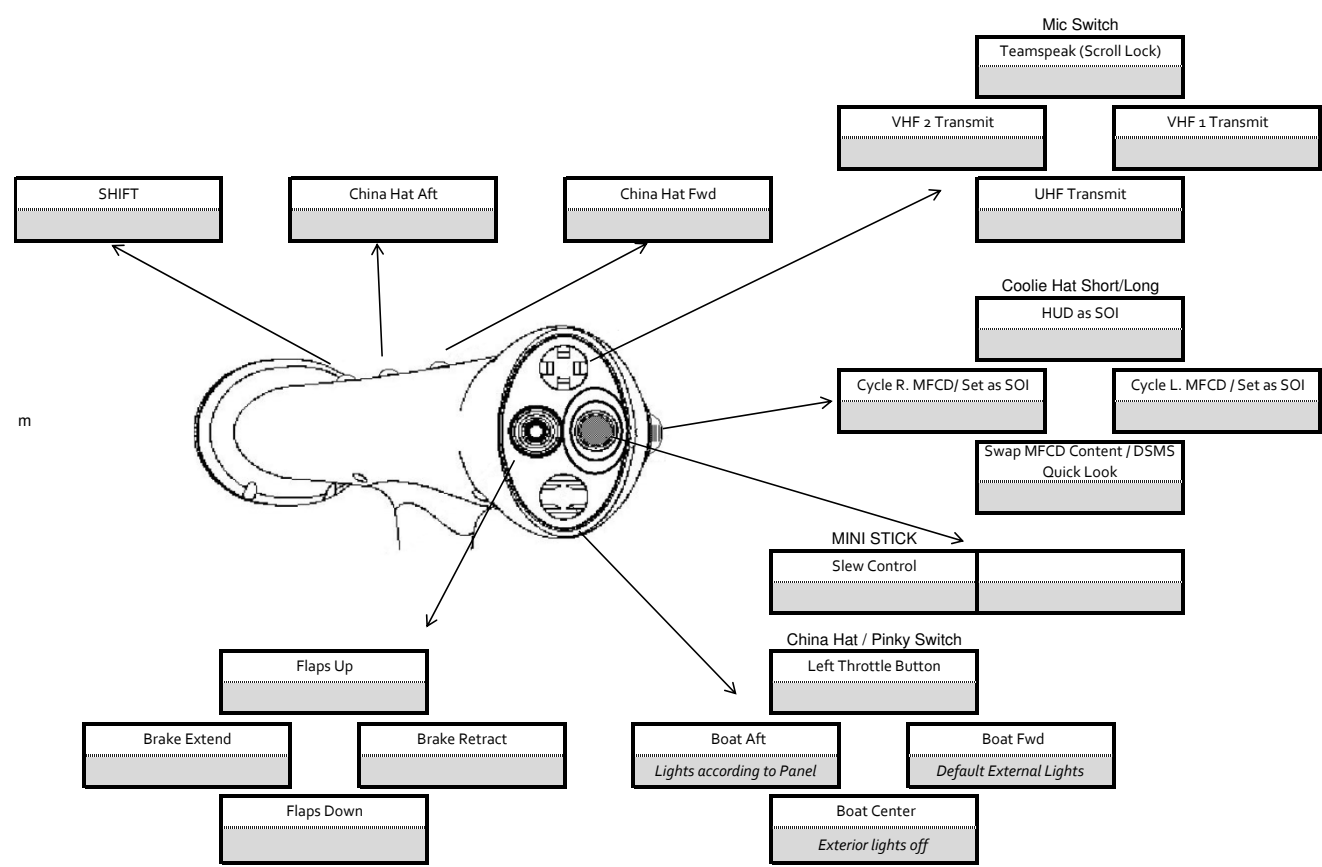 Mic Switch
Teamspeak (Scroll Lock)
VHF 2 Transmit
VHF 1 Transmit
SHIFT
China Hat Aft
China Hat Fwd
UHF Transmit
Coolie Hat Short/Long
HUD as SOI
Cycle R. MFCD/ Set as SOI
Cycle L. MFCD / Set as SOI
m
Swap MFCD Content / DSMS
Quick Look
MINI STICK
Slew Control
China Hat / Pinky Switch
Left Throttle Button
Flaps Up
Brake Extend
Brake Retract
Boat Aft
Lights according to Panel
Boat Fwd
Default External Lights
Flaps Down
Boat Center
Exterior lights off